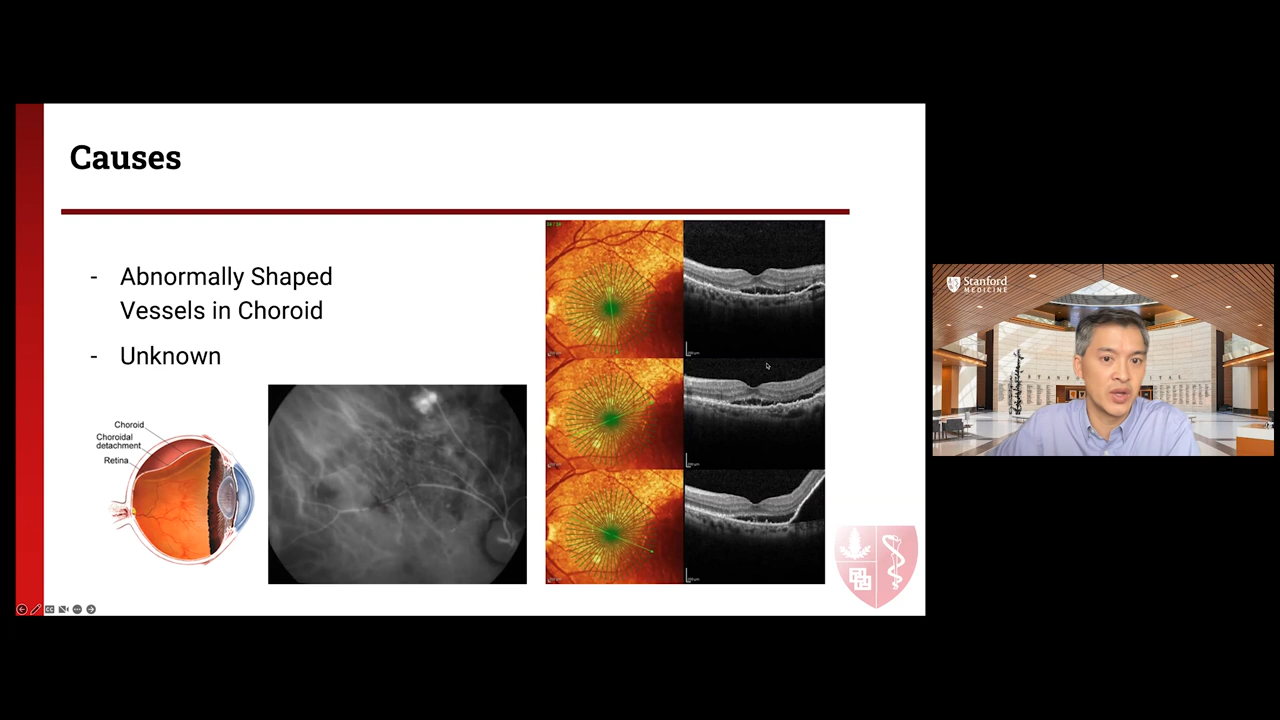 Causes
- Abnormally Shaped
Vessels in Choroid
- Unknown
Choroid
Choroidal
detachment
Retina
Stanford
MEDICINE